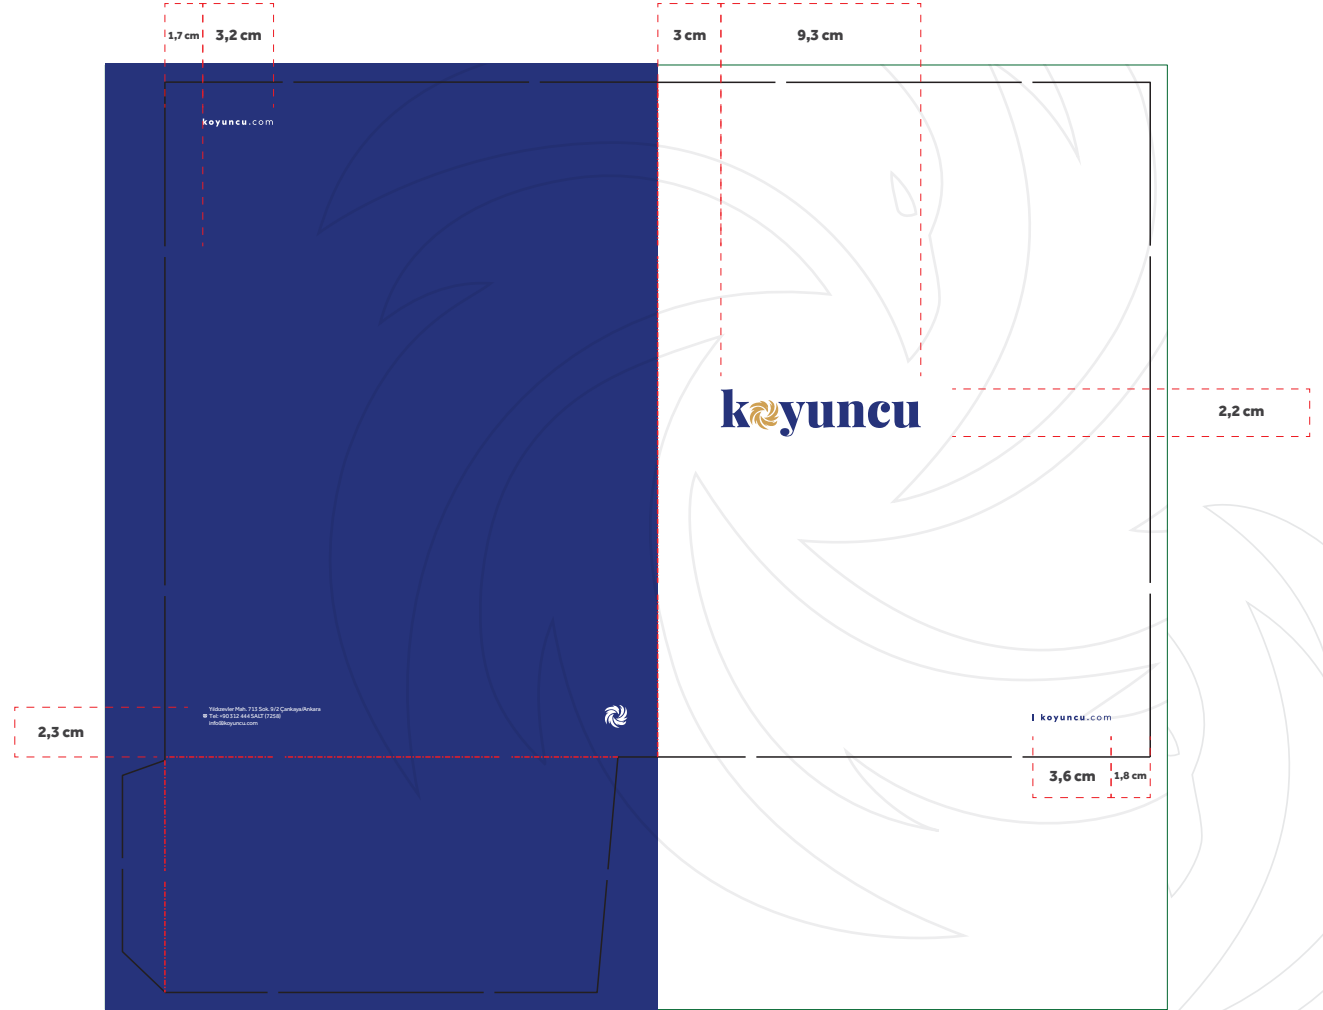 1,7 cm
3,2 cm
3 cm
9,3 cm
koyuncu.com
koyuncu
2,2 cm
Yıldızevler Mah. 713 Sok. 9/2 Çankaya/Ankara
Tel: +90 312 444 SALT (7258)
info@koyuncu.com
koyuncu.com
2,3 cm
3,6 cm
1,8 cm